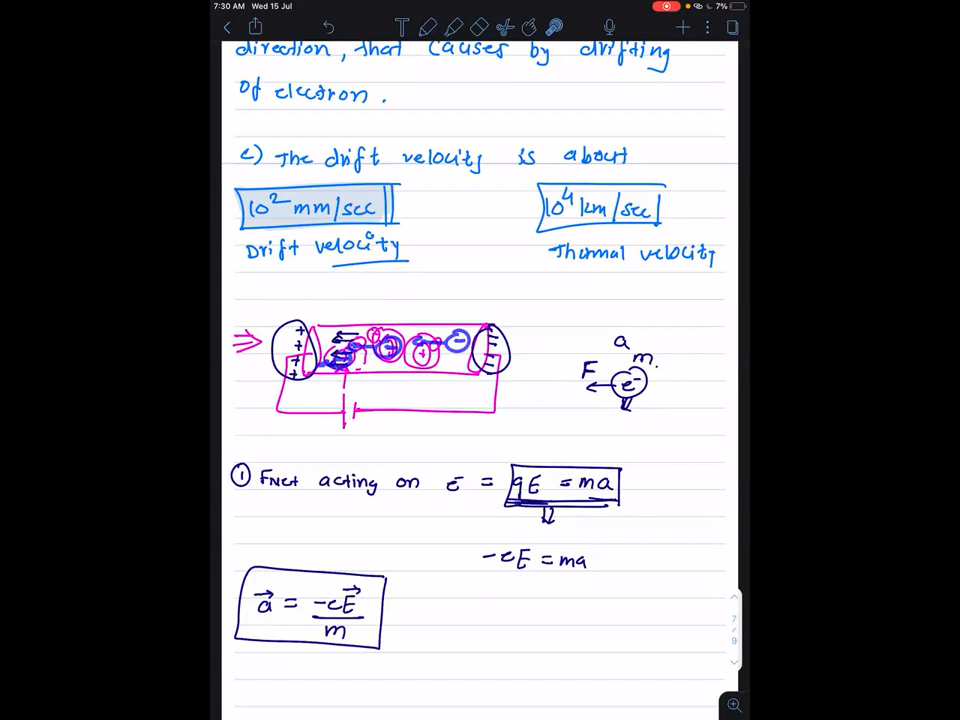 7:30 AM Wed 15 Jul
7%
direction, that causes by drifting
of electron.
c) The drift velocity is about
10² mm/sec
10⁴ km/sec
Drift velocity
Thermal velocity
⇒ + + + + - + + - - - -
a
m
F
e⁻
① FNet acting on ē = qE = ma
-eE = ma
a⃗ = -eE⃗/m
7/9